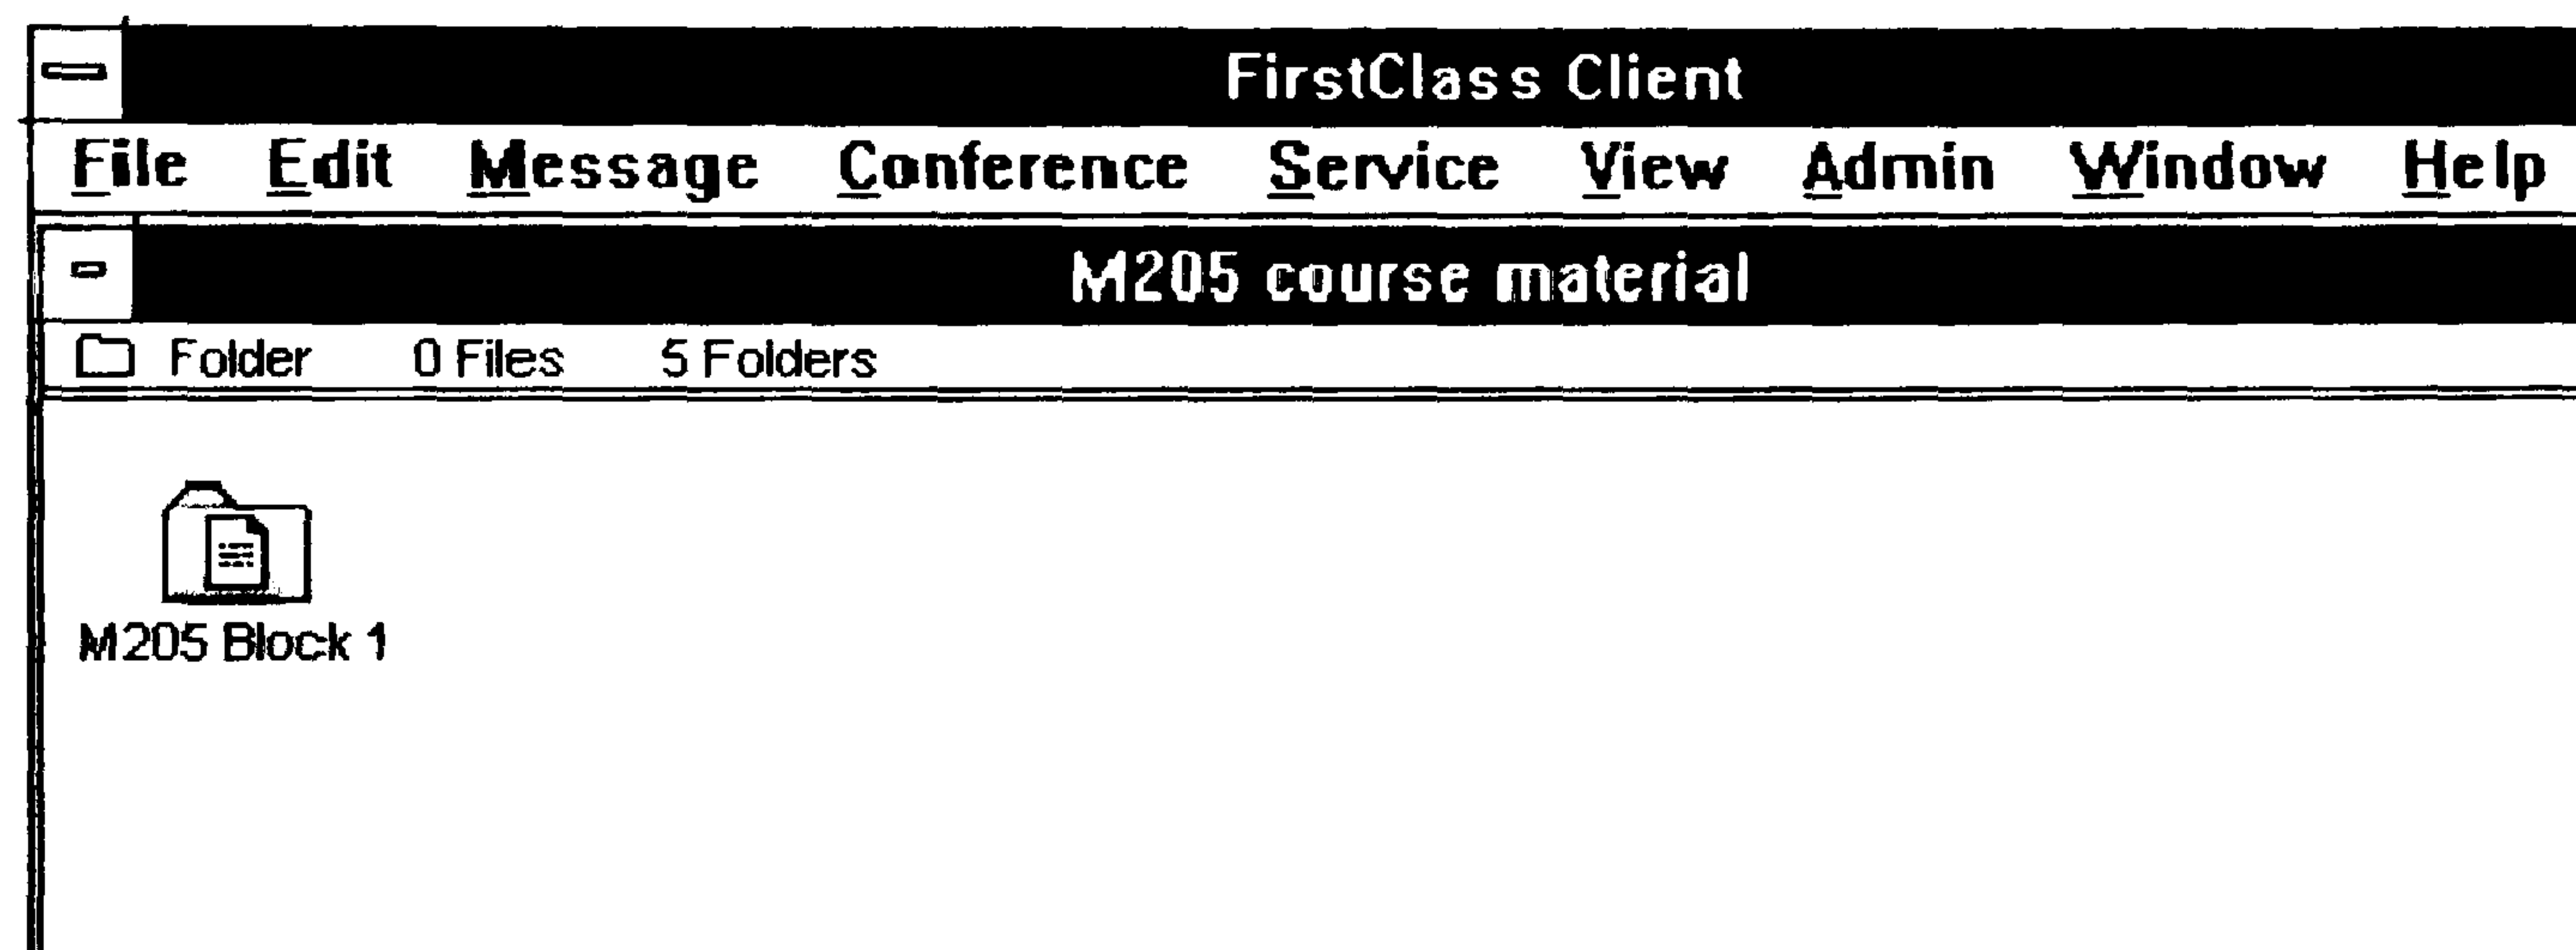 FirstClass Client
File Edit Message Conference Service View Admin Window Help
M205 course material
Folder 0 Files 5 Folders
M205 Block 1